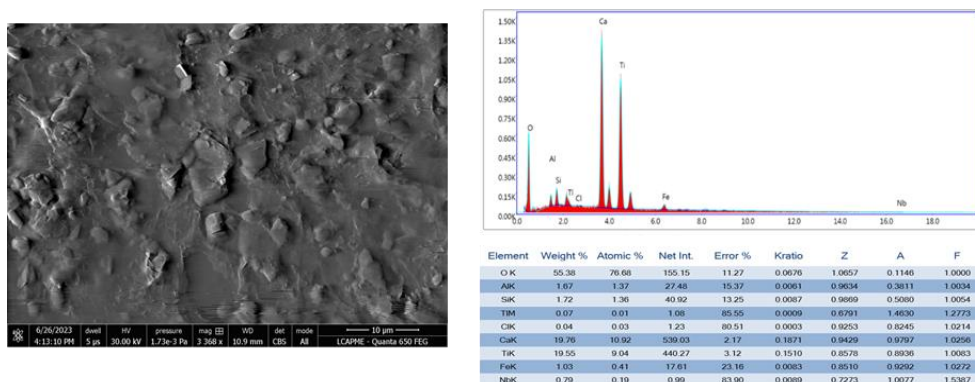 6/26/2023 dwell HV pressure mag WD det mode 10 µm
4:13:10 PM 5 µs 30.00 kV 1.73e-3 Pa 3 368 x 10.9 mm CBS All LCAPME - Quanta 650 FEG
1.50K
1.35K
1.20K
1.05K
0.90K
0.75K
0.60K
0.45K
0.30K
0.15K
0.00K
Ca
Ti
O
Al
Si
Ti
Cl
Fe
Nb
0.0 2.0 4.0 6.0 8.0 10.0 12.0 14.0 16.0 18.0
Element Weight % Atomic % Net Int. Error % Kratio Z A F
O K 55.38 76.68 155.15 11.27 0.0676 1.0657 0.1146 1.0000
AlK 1.67 1.37 27.48 15.37 0.0061 0.9634 0.3811 1.0034
SiK 1.72 1.36 40.92 13.25 0.0087 0.9869 0.5080 1.0054
TlM 0.07 0.01 1.08 85.55 0.0009 0.6791 1.4630 1.2773
ClK 0.04 0.03 1.23 80.51 0.0003 0.9253 0.8245 1.0214
CaK 19.76 10.92 539.03 2.17 0.1871 0.9429 0.9797 1.0256
TiK 19.55 9.04 440.27 3.12 0.1510 0.8578 0.8936 1.0083
FeK 1.03 0.41 17.61 23.16 0.0083 0.8510 0.9292 1.0272
NbK 0.79 0.19 0.99 83.90 0.0089 0.7273 1.0077 1.5387